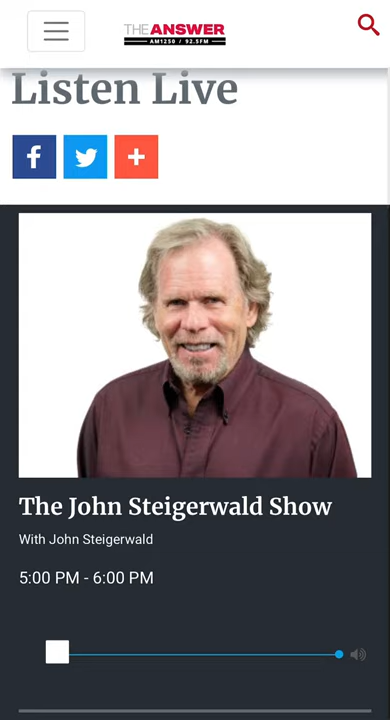 THE ANSWER
AM1250 / 92.5FM
Listen Live
The John Steigerwald Show
With John Steigerwald
5:00 PM - 6:00 PM